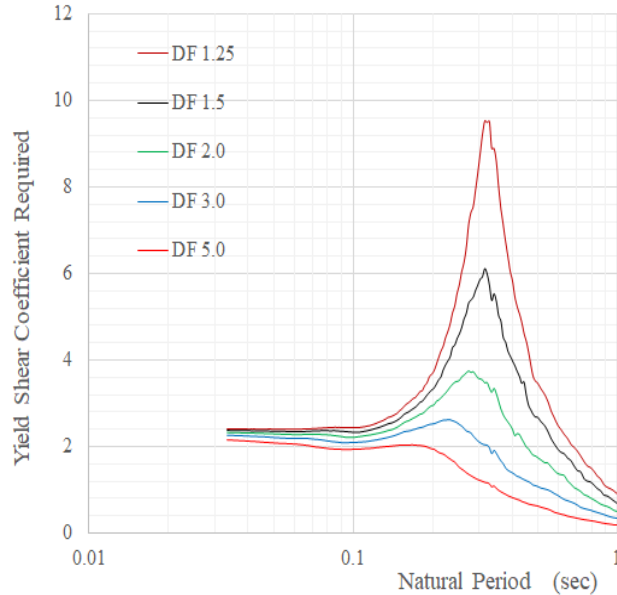 12
10
8
6
4
2
0
Yield Shear Coefficient Required
DF 1.25
DF 1.5
DF 2.0
DF 3.0
DF 5.0
0.01
0.1
1
Natural Period (sec)